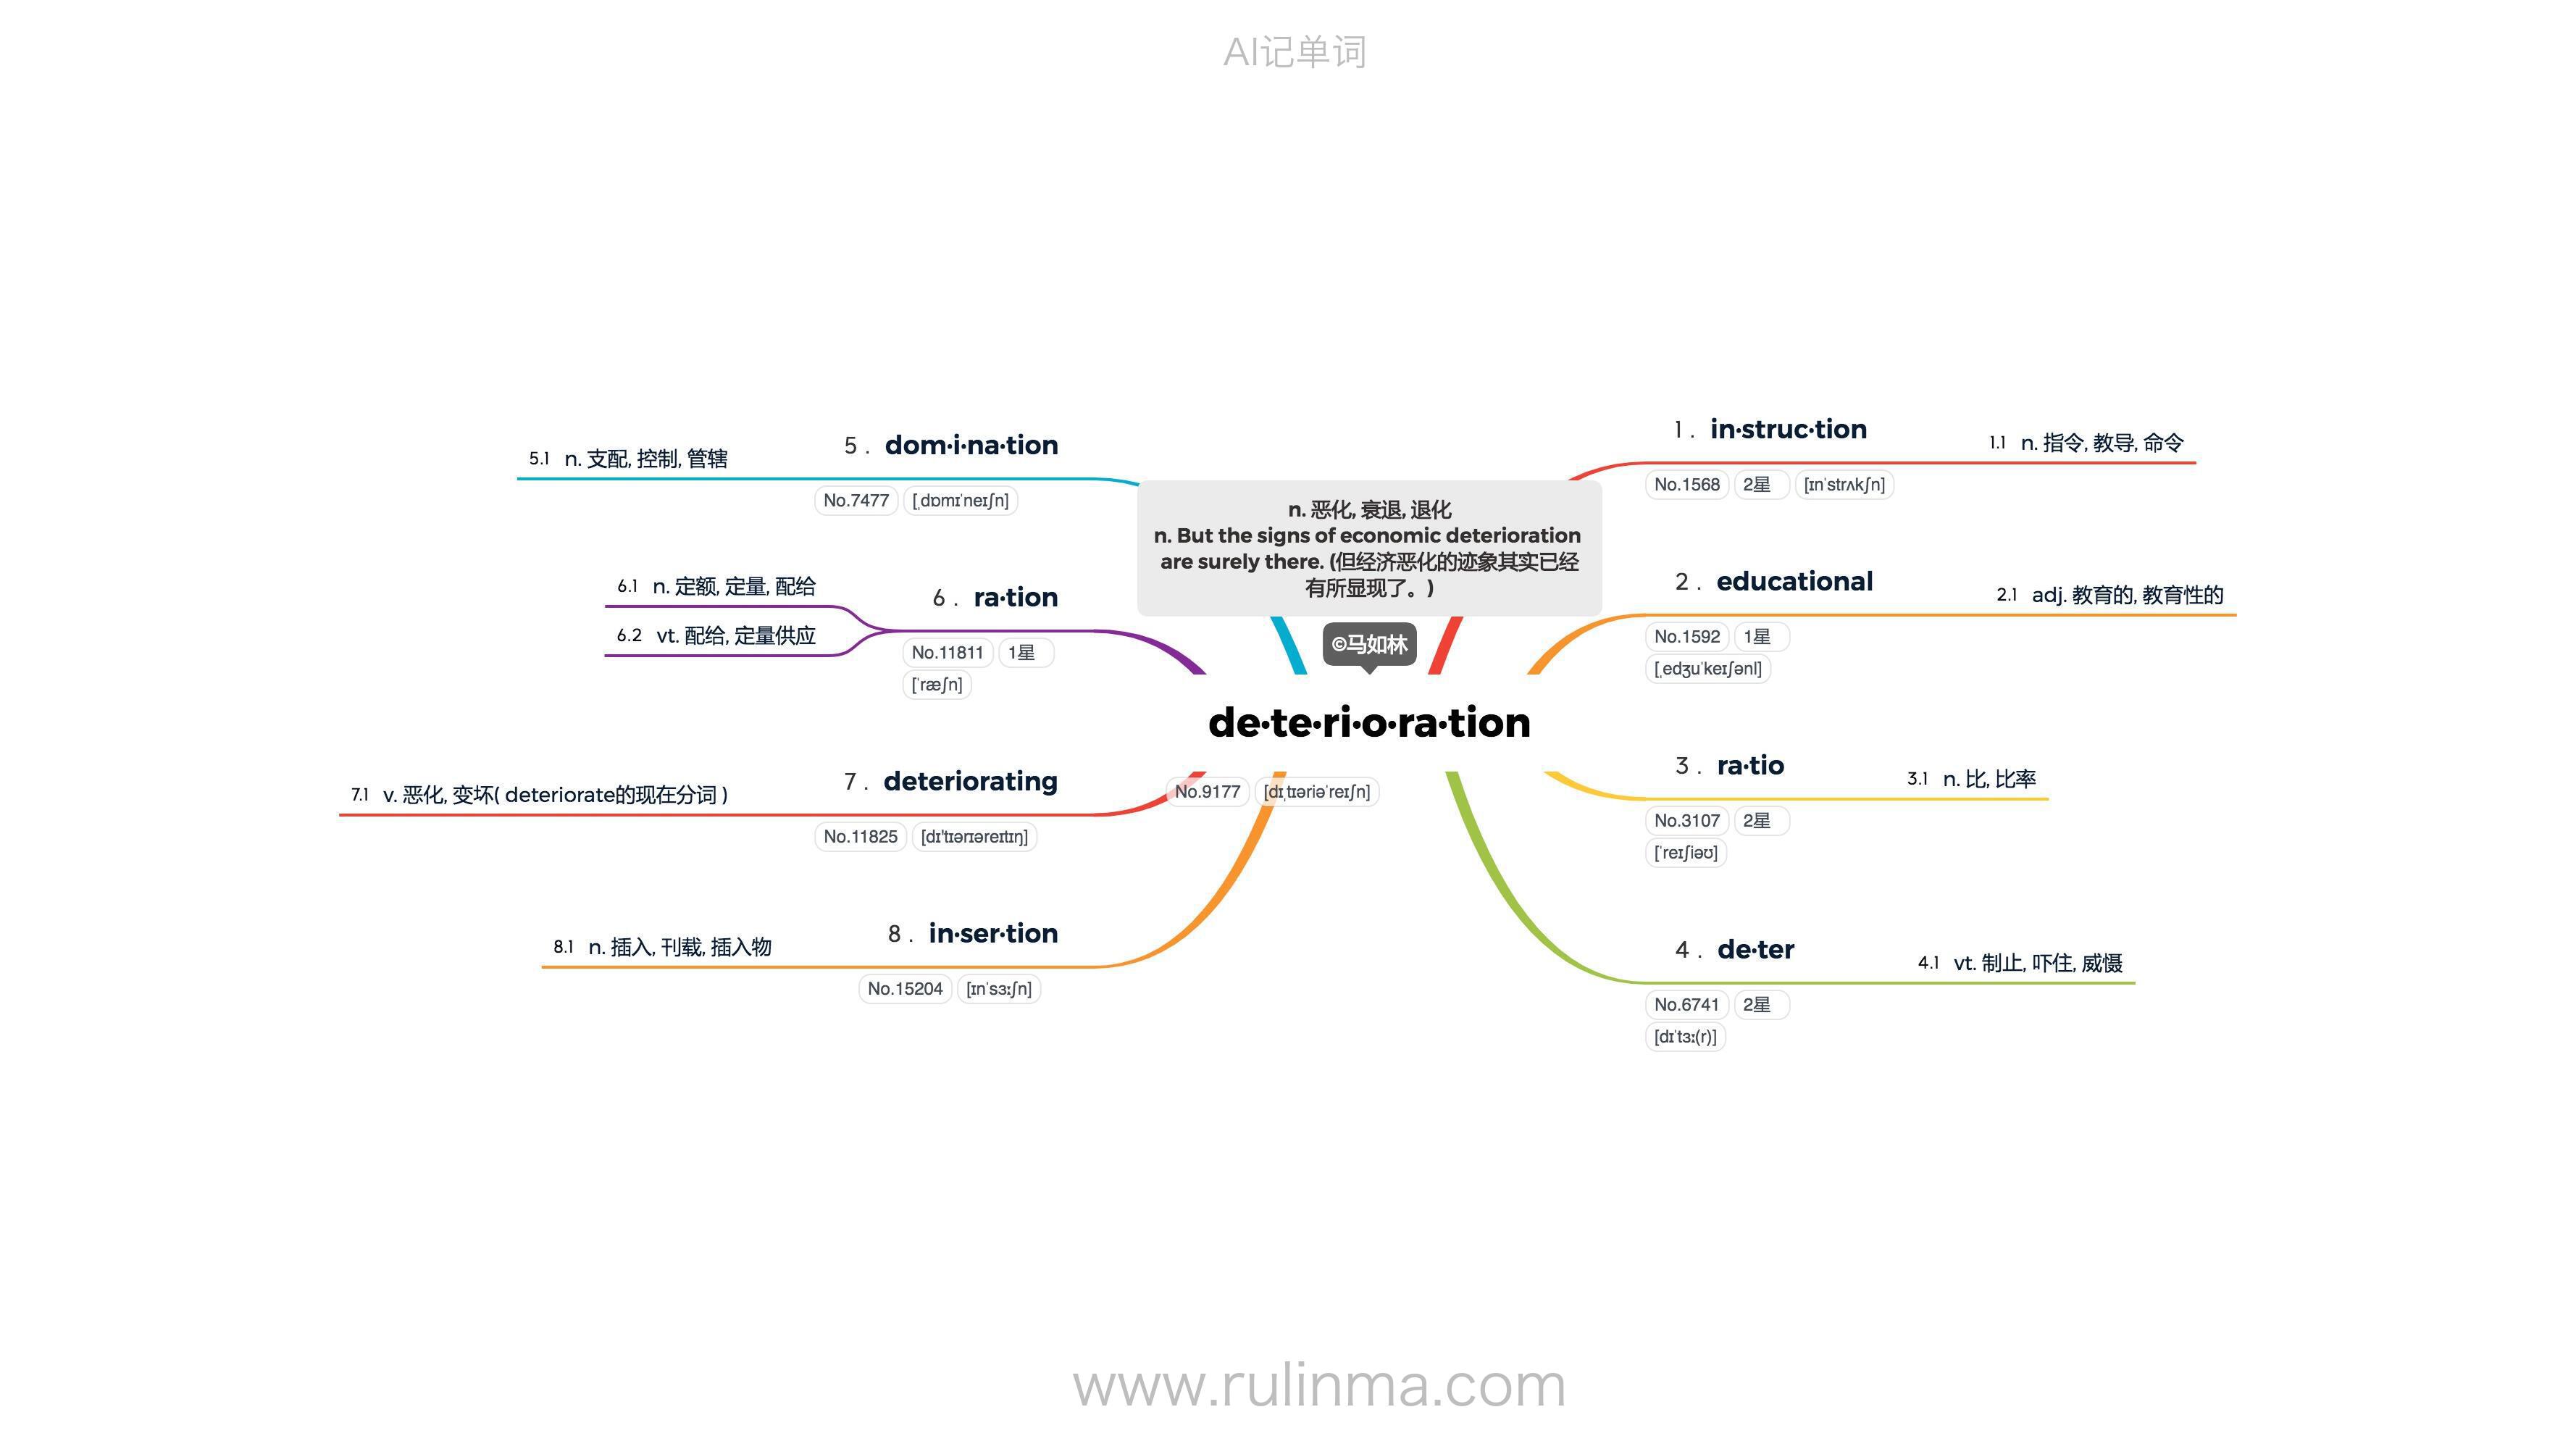 AI记单词
n. 恶化, 衰退, 退化
n. But the signs of economic deterioration
are surely there. (但经济恶化的迹象其实已经
有所显现了。)
©马如林
de·te·ri·o·ra·tion
No.9177 [dɪˌtɪəriəˈreɪʃn]
1 . in·struc·tion
No.1568 2星 [ɪnˈstrʌkʃn]
1.1 n. 指令, 教导, 命令
2 . educational
No.1592 1星
[ˌedʒuˈkeɪʃənl]
2.1 adj. 教育的, 教育性的
3 . ra·tio
No.3107 2星
[ˈreɪʃiəʊ]
3.1 n. 比, 比率
4 . de·ter
No.6741 2星
[dɪˈtɜː(r)]
4.1 vt. 制止, 吓住, 威慑
5 . dom·i·na·tion
No.7477 [ˌdɒmɪˈneɪʃn]
5.1 n. 支配, 控制, 管辖
6 . ra·tion
No.11811 1星
[ˈræʃn]
6.1 n. 定额, 定量, 配给
6.2 vt. 配给, 定量供应
7 . deteriorating
No.11825 [dɪ'tɪərɪəreɪtɪŋ]
7.1 v. 恶化, 变坏( deteriorate的现在分词 )
8 . in·ser·tion
No.15204 [ɪnˈsɜːʃn]
8.1 n. 插入, 刊载, 插入物
www.rulinma.com